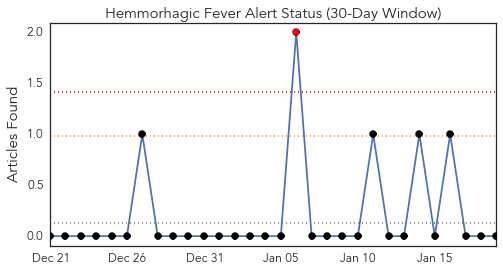 Hemmorhagic Fever Alert Status (30-Day Window)
Articles Found
2.0
1.5
1.0
0.5
0.0
Dec 21 Dec 26 Dec 31 Jan 05 Jan 10 Jan 15